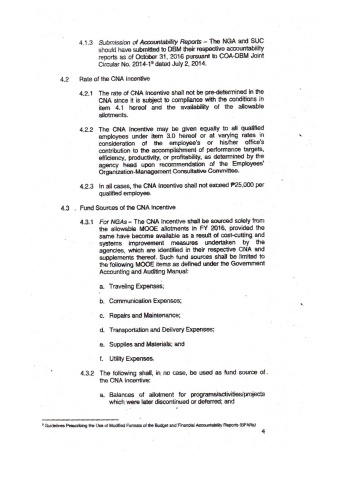 4.1.3 Submission of Accountability Reports – The NGA and SUC
should have submitted to DBM their respective accountability
reports as of October 31, 2016 pursuant to COA-DBM Joint
Circular No. 2014-1⁹ dated July 2, 2014.
4.2 Rate of the CNA Incentive
4.2.1 The rate of CNA Incentive shall not be pre-determined in the
CNA since it is subject to compliance with the conditions in
item 4.1 hereof and the availability of the allowable
allotments.
4.2.2 The CNA Incentive may be given equally to all qualified
employees under item 3.0 hereof or at varying rates in
consideration of the employee's or his/her office's
contribution to the accomplishment of performance targets,
efficiency, productivity, or profitability, as determined by the
agency head upon recommendation of the Employees'
Organization-Management Consultative Committee.
4.2.3 In all cases, the CNA Incentive shall not exceed ₱25,000 per
qualified employee.
4.3 Fund Sources of the CNA Incentive
4.3.1 For NGAs – The CNA Incentive shall be sourced solely from
the allowable MOOE allotments in FY 2016, provided the
same have become available as a result of cost-cutting and
systems improvement measures undertaken by the
agencies, which are identified in their respective CNA and
supplements thereof. Such fund sources shall be limited to
the following MOOE items as defined under the Government
Accounting and Auditing Manual:
a. Traveling Expenses;
b. Communication Expenses;
c. Repairs and Maintenance;
d. Transportation and Delivery Expenses;
e. Supplies and Materials; and
f. Utility Expenses.
4.3.2 The following shall, in no case, be used as fund source of
the CNA Incentive:
a. Balances of allotment for programs/activities/projects
which were later discontinued or deferred; and
Guidelines Prescribing the Use of Modified Formats of the Budget and Financial Accountability Reports (BFARs)
4